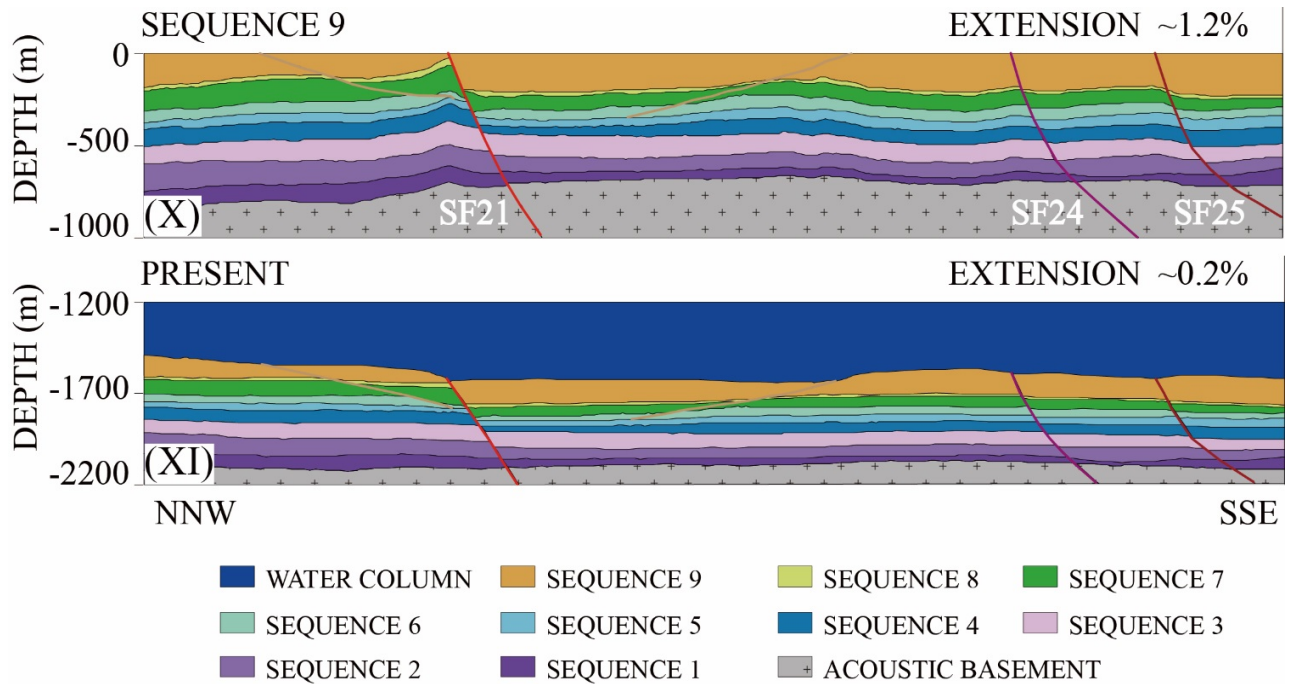 SEQUENCE 9 EXTENSION ~1.2%
DEPTH (m)
0
-500
-1000
(X)
SF21 SF24 SF25
PRESENT EXTENSION ~0.2%
DEPTH (m)
-1200
-1700
-2200
(XI)
NNW SSE
WATER COLUMN SEQUENCE 9 SEQUENCE 8 SEQUENCE 7
SEQUENCE 6 SEQUENCE 5 SEQUENCE 4 SEQUENCE 3
SEQUENCE 2 SEQUENCE 1 ACOUSTIC BASEMENT